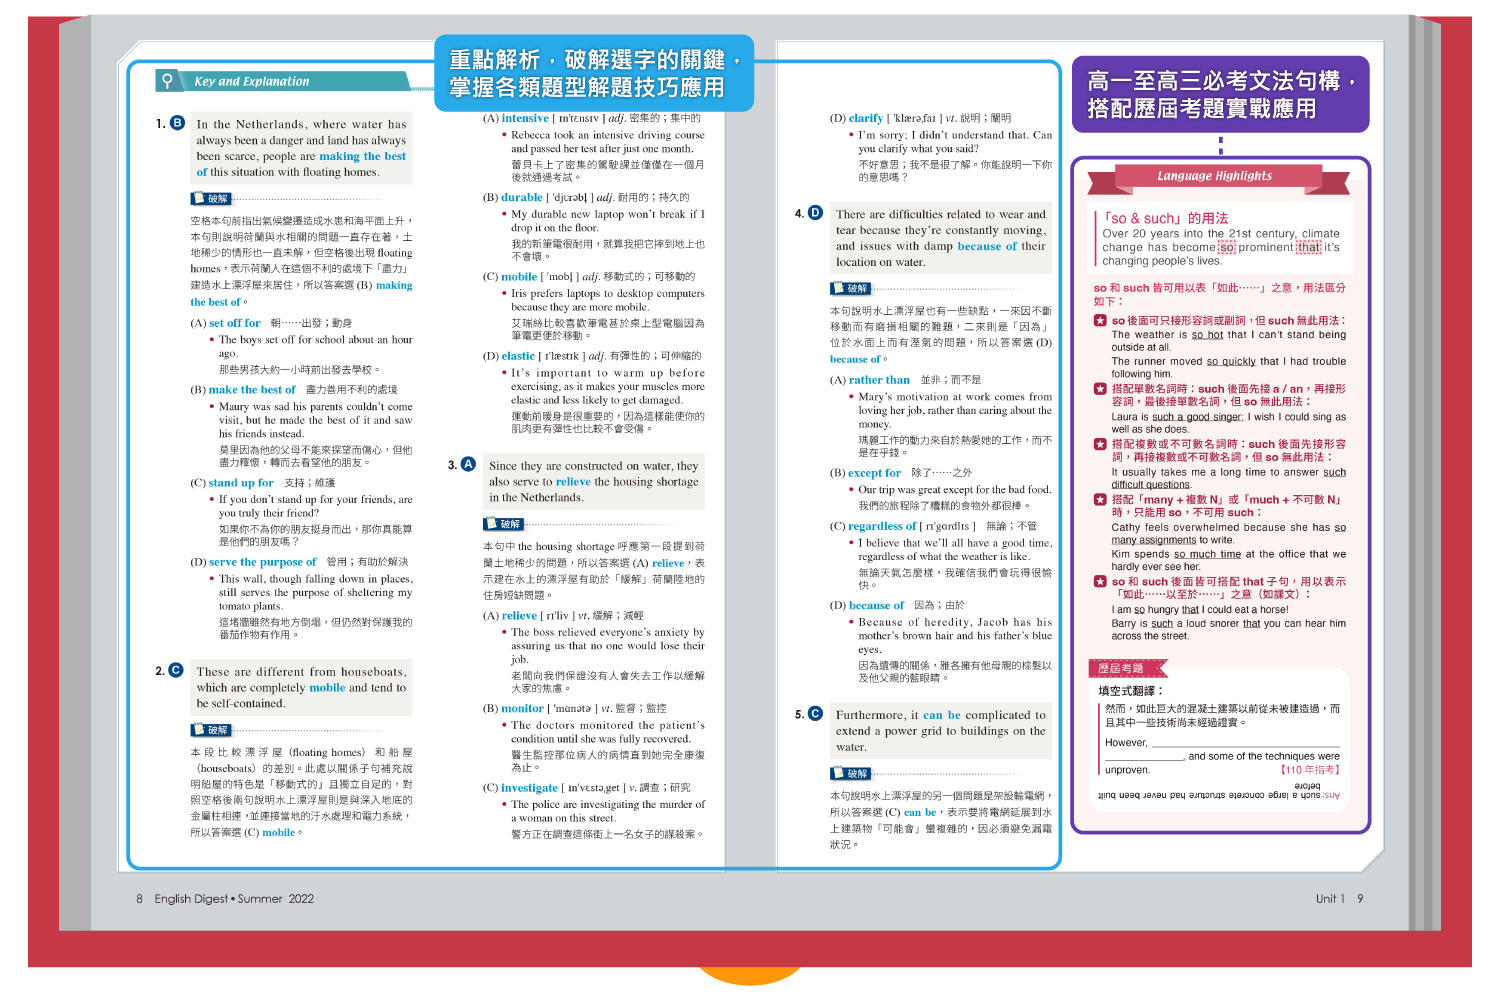 重點解析，破解選字的關鍵，
掌握各類題型解題技巧應用
高一至高三必考文法句構，
搭配歷屆考題實戰應用
Key and Explanation
1. B In the Netherlands, where water has
always been a danger and land has always
been scarce, people are making the best
of this situation with floating homes.
破解
空格本句前指出氣候變遷造成水患和海平面上升，
本句則說明荷蘭與水相關的問題一直存在著，土
地稀少的情形也一直未解，但空格後出現 floating
homes，表示荷蘭人在這個不利的處境下「盡力」
建造水上漂浮屋來居住，所以答案選 (B) making
the best of。
(A) set off for 朝……出發；動身
• The boys set off for school about an hour
ago.
那些男孩大約一小時前出發去學校。
(B) make the best of 盡力善用不利的處境
• Maury was sad his parents couldn't come
visit, but he made the best of it and saw
his friends instead.
莫里因為他的父母不能來探望而傷心，但他
盡力釋懷，轉而去看望他的朋友。
(C) stand up for 支持；維護
• If you don't stand up for your friends, are
you truly their friend?
如果你不為你的朋友挺身而出，那你真能算
是他們的朋友嗎？
(D) serve the purpose of 管用；有助於解決
• This wall, though falling down in places,
still serves the purpose of sheltering my
tomato plants.
這堵牆雖然有地方倒塌，但仍然對保護我的
番茄作物有作用。
2. C These are different from houseboats,
which are completely mobile and tend to
be self-contained.
破解
本段比較漂浮屋（floating homes）和船屋
（houseboats）的差別。此處以關係子句補充說
明船屋的特色是「移動式的」且獨立自足的，對
照空格後兩句說明水上漂浮屋則是與深入地底的
金屬柱相連，並連接當地的汙水處理和電力系統，
所以答案選 (C) mobile。
(A) intensive [ ɪn'tɛnsɪv ] adj. 密集的；集中的
• Rebecca took an intensive driving course
and passed her test after just one month.
蕾貝卡上了密集的駕駛課並僅僅在一個月
後就通過考試。
(B) durable [ 'djʊrəbl̩ ] adj. 耐用的；持久的
• My durable new laptop won't break if I
drop it on the floor.
我的新筆電很耐用，就算我把它摔到地上也
不會壞。
(C) mobile [ 'mobl̩ ] adj. 移動式的；可移動的
• Iris prefers laptops to desktop computers
because they are more mobile.
艾瑞絲比較喜歡筆電甚於桌上型電腦因為
筆電更便於移動。
(D) elastic [ ɪ'læstɪk ] adj. 有彈性的；可伸縮的
• It's important to warm up before
exercising, as it makes your muscles more
elastic and less likely to get damaged.
運動前暖身是很重要的，因為這樣能使你的
肌肉更有彈性也比較不會受傷。
3. A Since they are constructed on water, they
also serve to relieve the housing shortage
in the Netherlands.
破解
本句中 the housing shortage 呼應第一段提到荷
蘭土地稀少的問題，所以答案選 (A) relieve，表
示建在水上的漂浮屋有助於「緩解」荷蘭陸地的
住房短缺問題。
(A) relieve [ rɪ'liv ] vt. 緩解；減輕
• The boss relieved everyone's anxiety by
assuring us that no one would lose their
job.
老闆向我們保證沒有人會失去工作以緩解
大家的焦慮。
(B) monitor [ 'mɑnətɚ ] vt. 監督；監控
• The doctors monitored the patient's
condition until she was fully recovered.
醫生監控那位病人的病情直到她完全康復
為止。
(C) investigate [ ɪn'vɛstə,get ] v. 調查；研究
• The police are investigating the murder of
a woman on this street.
警方正在調查這條街上一名女子的謀殺案。
(D) clarify [ 'klærə,faɪ ] vt. 說明；闡明
• I'm sorry; I didn't understand that. Can
you clarify what you said?
不好意思；我不是很了解。你能說明一下你
的意思嗎？
4. D There are difficulties related to wear and
tear because they're constantly moving,
and issues with damp because of their
location on water.
破解
本句說明水上漂浮屋也有一些缺點，一來因不斷
移動而有磨損相關的難題，二來則是「因為」
位於水面上而有溼氣的問題，所以答案選 (D)
because of。
(A) rather than 並非；而不是
• Mary's motivation at work comes from
loving her job, rather than caring about the
money.
瑪麗工作的動力來自於熱愛她的工作，而不
是在乎錢。
(B) except for 除了……之外
• Our trip was great except for the bad food.
我們的旅程除了糟糕的食物外都很棒。
(C) regardless of [ rɪ'gɑrdlɪs ] 無論；不管
• I believe that we'll all have a good time,
regardless of what the weather is like.
無論天氣怎麼樣，我確信我們會玩得很愉
快。
(D) because of 因為；由於
• Because of heredity, Jacob has his
mother's brown hair and his father's blue
eyes.
因為遺傳的關係，雅各擁有他母親的棕髮以
及他父親的藍眼睛。
5. C Furthermore, it can be complicated to
extend a power grid to buildings on the
water.
破解
本句說明水上漂浮屋的另一個問題是架設輸電網，
所以答案選 (C) can be，表示要將電網延展到水
上建築物「可能會」蠻複雜的，因必須避免漏電
狀況。
Language Highlights
「so & such」的用法
Over 20 years into the 21st century, climate
change has become so prominent that it's
changing people's lives.
so 和 such 皆可用以表「如此……」之意，用法區分
如下：
so 後面可只接形容詞或副詞，但 such 無此用法：
The weather is so hot that I can't stand being
outside at all.
The runner moved so quickly that I had trouble
following him.
搭配單數名詞時：such 後面先接 a / an，再接形
容詞，最後接單數名詞，但 so 無此用法：
Laura is such a good singer; I wish I could sing as
well as she does.
搭配複數或不可數名詞時：such 後面先接形容
詞，再接複數或不可數名詞，但 so 無此用法：
It usually takes me a long time to answer such
difficult questions.
搭配「many + 複數 N」或「much + 不可數 N」
時，只能用 so，不可用 such：
Cathy feels overwhelmed because she has so
many assignments to write.
Kim spends so much time at the office that we
hardly ever see her.
so 和 such 後面皆可搭配 that 子句，用以表示
「如此……以至於……」之意（如課文）：
I am so hungry that I could eat a horse!
Barry is such a loud snorer that you can hear him
across the street.
歷屆考題
填空式翻譯：
然而，如此巨大的混凝土建築以前從未被建造過，而
且其中一些技術尚未經過證實。
However, ______
______, and some of the techniques were
unproven. 【110 年指考】
Ans: such a large concrete structure had never been built
before
8 English Digest • Summer 2022
Unit 1 9